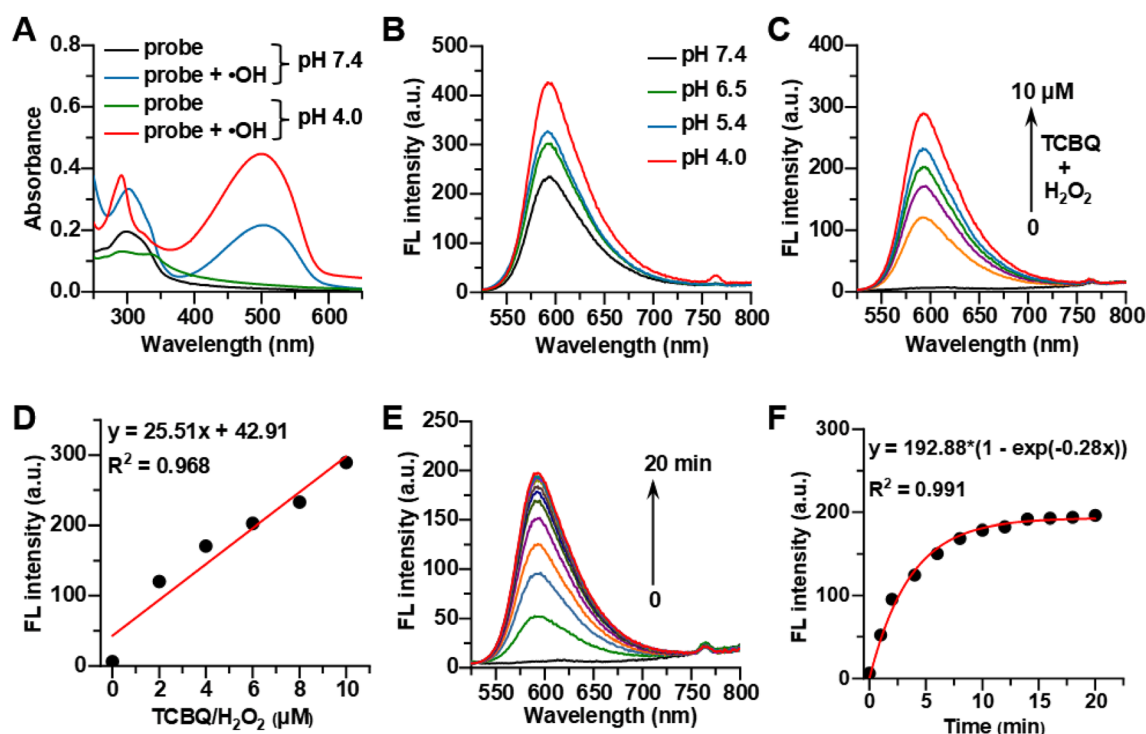 A
0.8
0.6
0.4
0.2
0.0
Absorbance
probe
probe + •OH
pH 7.4
probe
probe + •OH
pH 4.0
300 400 500 600
Wavelength (nm)
B
500
400
300
200
100
0
FL intensity (a.u.)
pH 7.4
pH 6.5
pH 5.4
pH 4.0
550 600 650 700 750 800
Wavelength (nm)
C
400
300
200
100
0
FL intensity (a.u.)
10 µM
TCBQ
+
H₂O₂
0
550 600 650 700 750 800
Wavelength (nm)
D
y = 25.51x + 42.91
R² = 0.968
300
200
100
0
FL intensity (a.u.)
0 2 4 6 8 10
TCBQ/H₂O₂ (µM)
E
250
200
150
100
50
0
FL intensity (a.u.)
20 min
0
550 600 650 700 750 800
Wavelength (nm)
F
300
200
100
0
FL intensity (a.u.)
y = 192.88*(1 - exp(-0.28x))
R² = 0.991
0 5 10 15 20
Time (min)